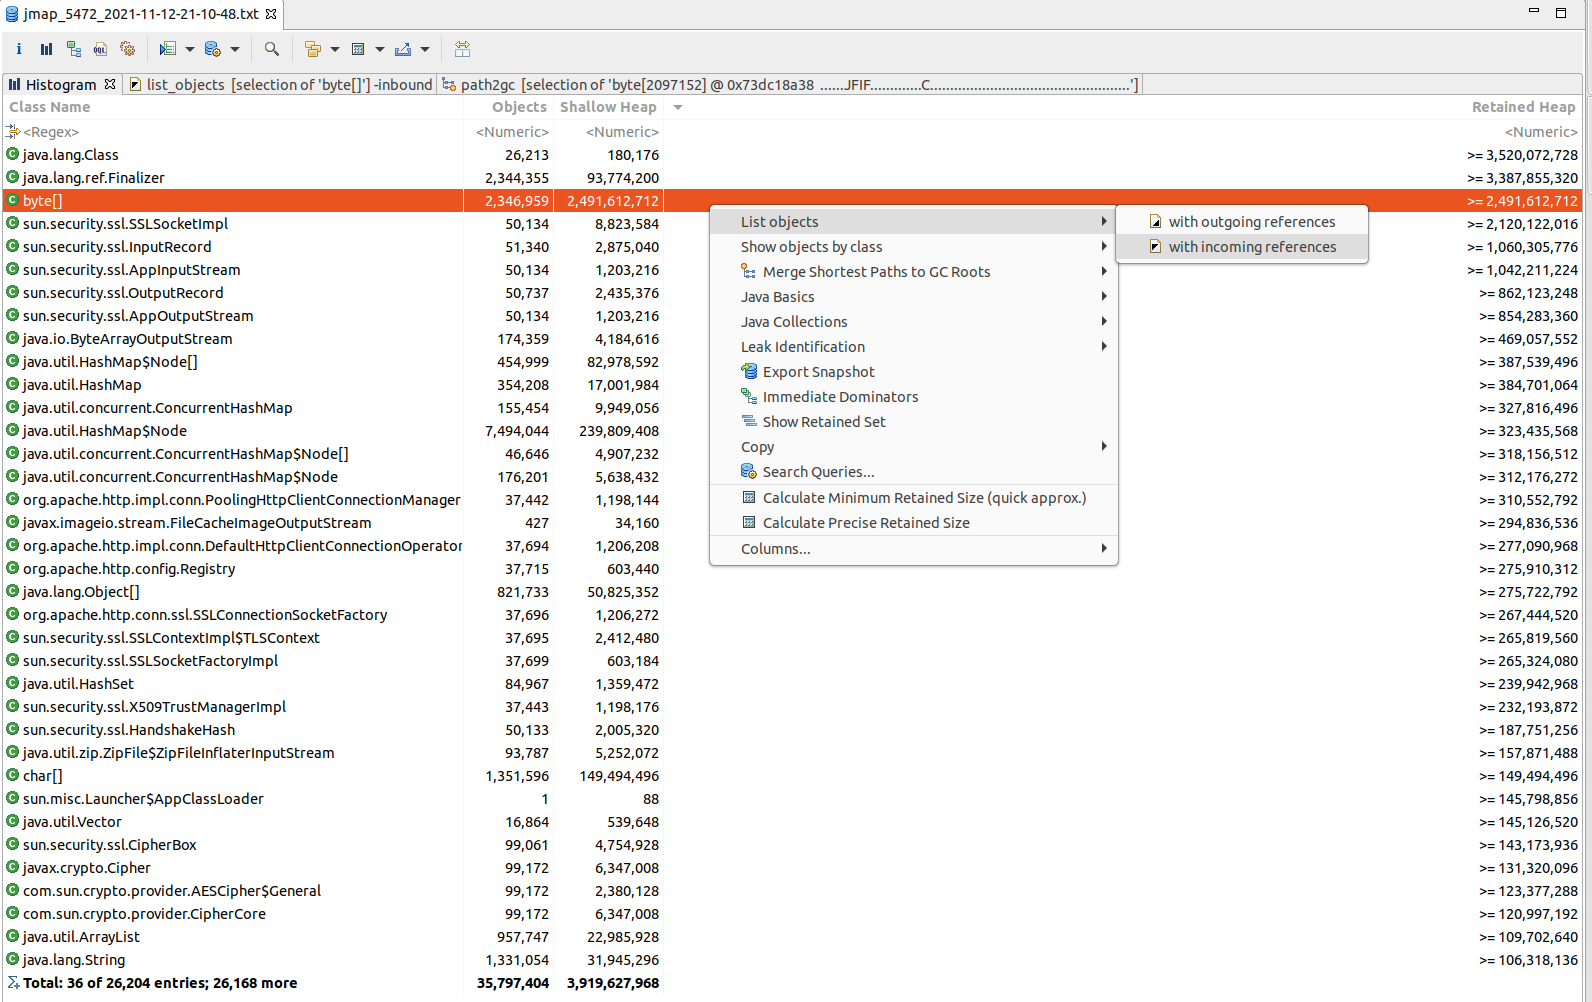 jmap_5472_2021-11-12-21-10-48.txt
Histogram list_objects [selection of 'byte[]'] -inbound path2gc [selection of 'byte[2097152] @ 0x73dc18a38 ......JFIF.............C..................................................']
Class Name Objects Shallow Heap Retained Heap
<Regex> <Numeric> <Numeric> <Numeric>
java.lang.Class 26,213 180,176 >= 3,520,072,728
java.lang.ref.Finalizer 2,344,355 93,774,200 >= 3,387,855,320
byte[] 2,346,959 2,491,612,712 >= 2,491,612,712
sun.security.ssl.SSLSocketImpl 50,134 8,823,584 >= 2,120,122,016
sun.security.ssl.InputRecord 51,340 2,875,040 >= 1,060,305,776
sun.security.ssl.AppInputStream 50,134 1,203,216 >= 1,042,211,224
sun.security.ssl.OutputRecord 50,737 2,435,376 >= 862,123,248
sun.security.ssl.AppOutputStream 50,134 1,203,216 >= 854,283,360
java.io.ByteArrayOutputStream 174,359 4,184,616 >= 469,057,552
java.util.HashMap$Node[] 454,999 82,978,592 >= 387,539,496
java.util.HashMap 354,208 17,001,984 >= 384,701,064
java.util.concurrent.ConcurrentHashMap 155,454 9,949,056 >= 327,816,496
java.util.HashMap$Node 7,494,044 239,809,408 >= 323,435,568
java.util.concurrent.ConcurrentHashMap$Node[] 46,646 4,907,232 >= 318,156,512
java.util.concurrent.ConcurrentHashMap$Node 176,201 5,638,432 >= 312,176,272
org.apache.http.impl.conn.PoolingHttpClientConnectionManager 37,442 1,198,144 >= 310,552,792
javax.imageio.stream.FileCacheImageOutputStream 427 34,160 >= 294,836,536
org.apache.http.impl.conn.DefaultHttpClientConnectionOperator 37,694 1,206,208 >= 277,090,968
org.apache.http.config.Registry 37,715 603,440 >= 275,910,312
java.lang.Object[] 821,733 50,825,352 >= 275,722,792
org.apache.http.conn.ssl.SSLConnectionSocketFactory 37,696 1,206,272 >= 267,444,520
sun.security.ssl.SSLContextImpl$TLSContext 37,695 2,412,480 >= 265,819,560
sun.security.ssl.SSLSocketFactoryImpl 37,699 603,184 >= 265,324,080
java.util.HashSet 84,967 1,359,472 >= 239,942,968
sun.security.ssl.X509TrustManagerImpl 37,443 1,198,176 >= 232,193,872
sun.security.ssl.HandshakeHash 50,133 2,005,320 >= 187,751,256
java.util.zip.ZipFile$ZipFileInflaterInputStream 93,787 5,252,072 >= 157,871,488
char[] 1,351,596 149,494,496 >= 149,494,496
sun.misc.Launcher$AppClassLoader 1 88 >= 145,798,856
java.util.Vector 16,864 539,648 >= 145,126,520
sun.security.ssl.CipherBox 99,061 4,754,928 >= 143,173,936
javax.crypto.Cipher 99,172 6,347,008 >= 131,320,096
com.sun.crypto.provider.AESCipher$General 99,172 2,380,128 >= 123,377,288
com.sun.crypto.provider.CipherCore 99,172 6,347,008 >= 120,997,192
java.util.ArrayList 957,747 22,985,928 >= 109,702,640
java.lang.String 1,331,054 31,945,296 >= 106,318,136
Total: 36 of 26,204 entries; 26,168 more 35,797,404 3,919,627,968
List objects
Show objects by class
Merge Shortest Paths to GC Roots
Java Basics
Java Collections
Leak Identification
Export Snapshot
Immediate Dominators
Show Retained Set
Copy
Search Queries...
Calculate Minimum Retained Size (quick approx.)
Calculate Precise Retained Size
Columns...
with outgoing references
with incoming references